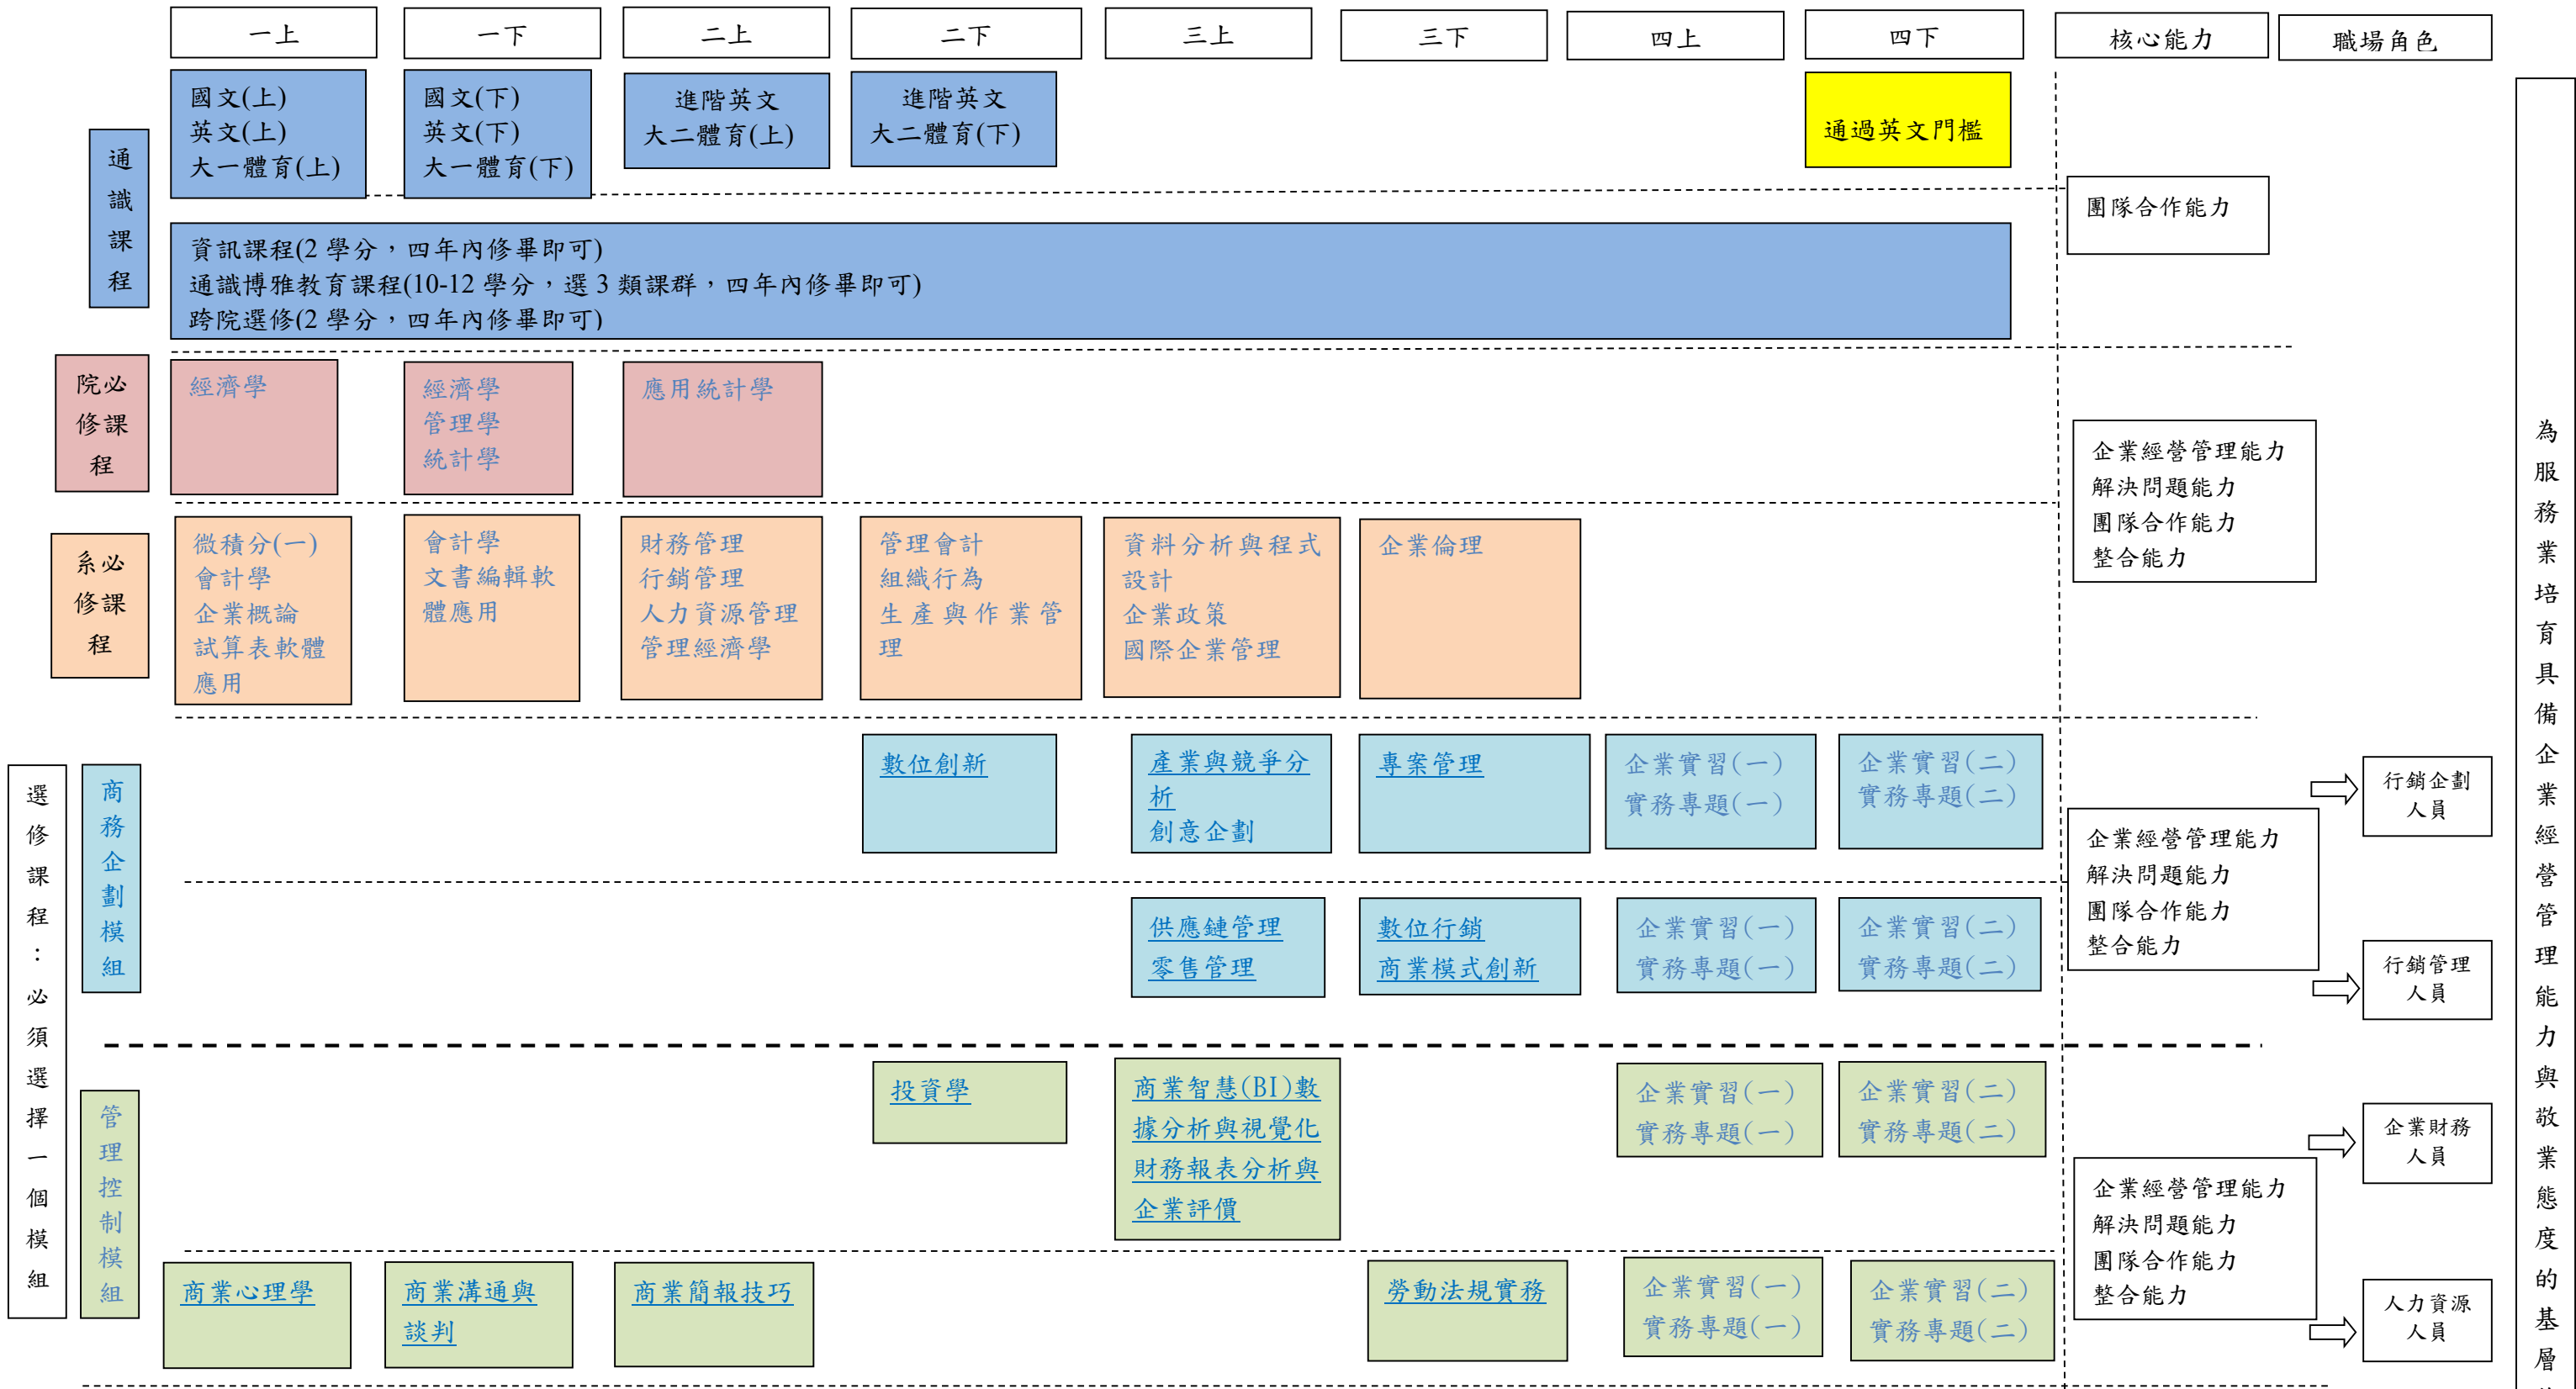 一上
一下
二上
二下
三上
三下
四上
四下
核心能力
職場角色
通識課程
國文(上)
英文(上)
大一體育(上)
國文(下)
英文(下)
大一體育(下)
進階英文
大二體育(上)
進階英文
大二體育(下)
通過英文門檻
團隊合作能力
資訊課程(2 學分，四年內修畢即可)
通識博雅教育課程(10-12 學分，選 3 類課群，四年內修畢即可)
跨院選修(2 學分，四年內修畢即可)
院必
修課
程
經濟學
經濟學
管理學
統計學
應用統計學
系必
修課
程
微積分(一)
會計學
企業概論
試算表軟體
應用
會計學
文書編輯軟
體應用
財務管理
行銷管理
人力資源管理
管理經濟學
管理會計
組織行為
生產與作業管
理
資料分析與程式
設計
企業政策
國際企業管理
企業倫理
企業經營管理能力
解決問題能力
團隊合作能力
整合能力
選修課程：必須選擇一個模組
商務企劃模組
數位創新
產業與競爭分
析
創意企劃
專案管理
企業實習(一)
實務專題(一)
企業實習(二)
實務專題(二)
供應鏈管理
零售管理
數位行銷
商業模式創新
企業實習(一)
實務專題(一)
企業實習(二)
實務專題(二)
企業經營管理能力
解決問題能力
團隊合作能力
整合能力
行銷企劃
人員
行銷管理
人員
管理控制模組
投資學
商業智慧(BI)數
據分析與視覺化
財務報表分析與
企業評價
企業實習(一)
實務專題(一)
企業實習(二)
實務專題(二)
商業心理學
商業溝通與
談判
商業簡報技巧
勞動法規實務
企業實習(一)
實務專題(一)
企業實習(二)
實務專題(二)
企業經營管理能力
解決問題能力
團隊合作能力
整合能力
企業財務
人員
人力資源
人員
為服務業培育具備企業經營管理能力與敬業態度的基層